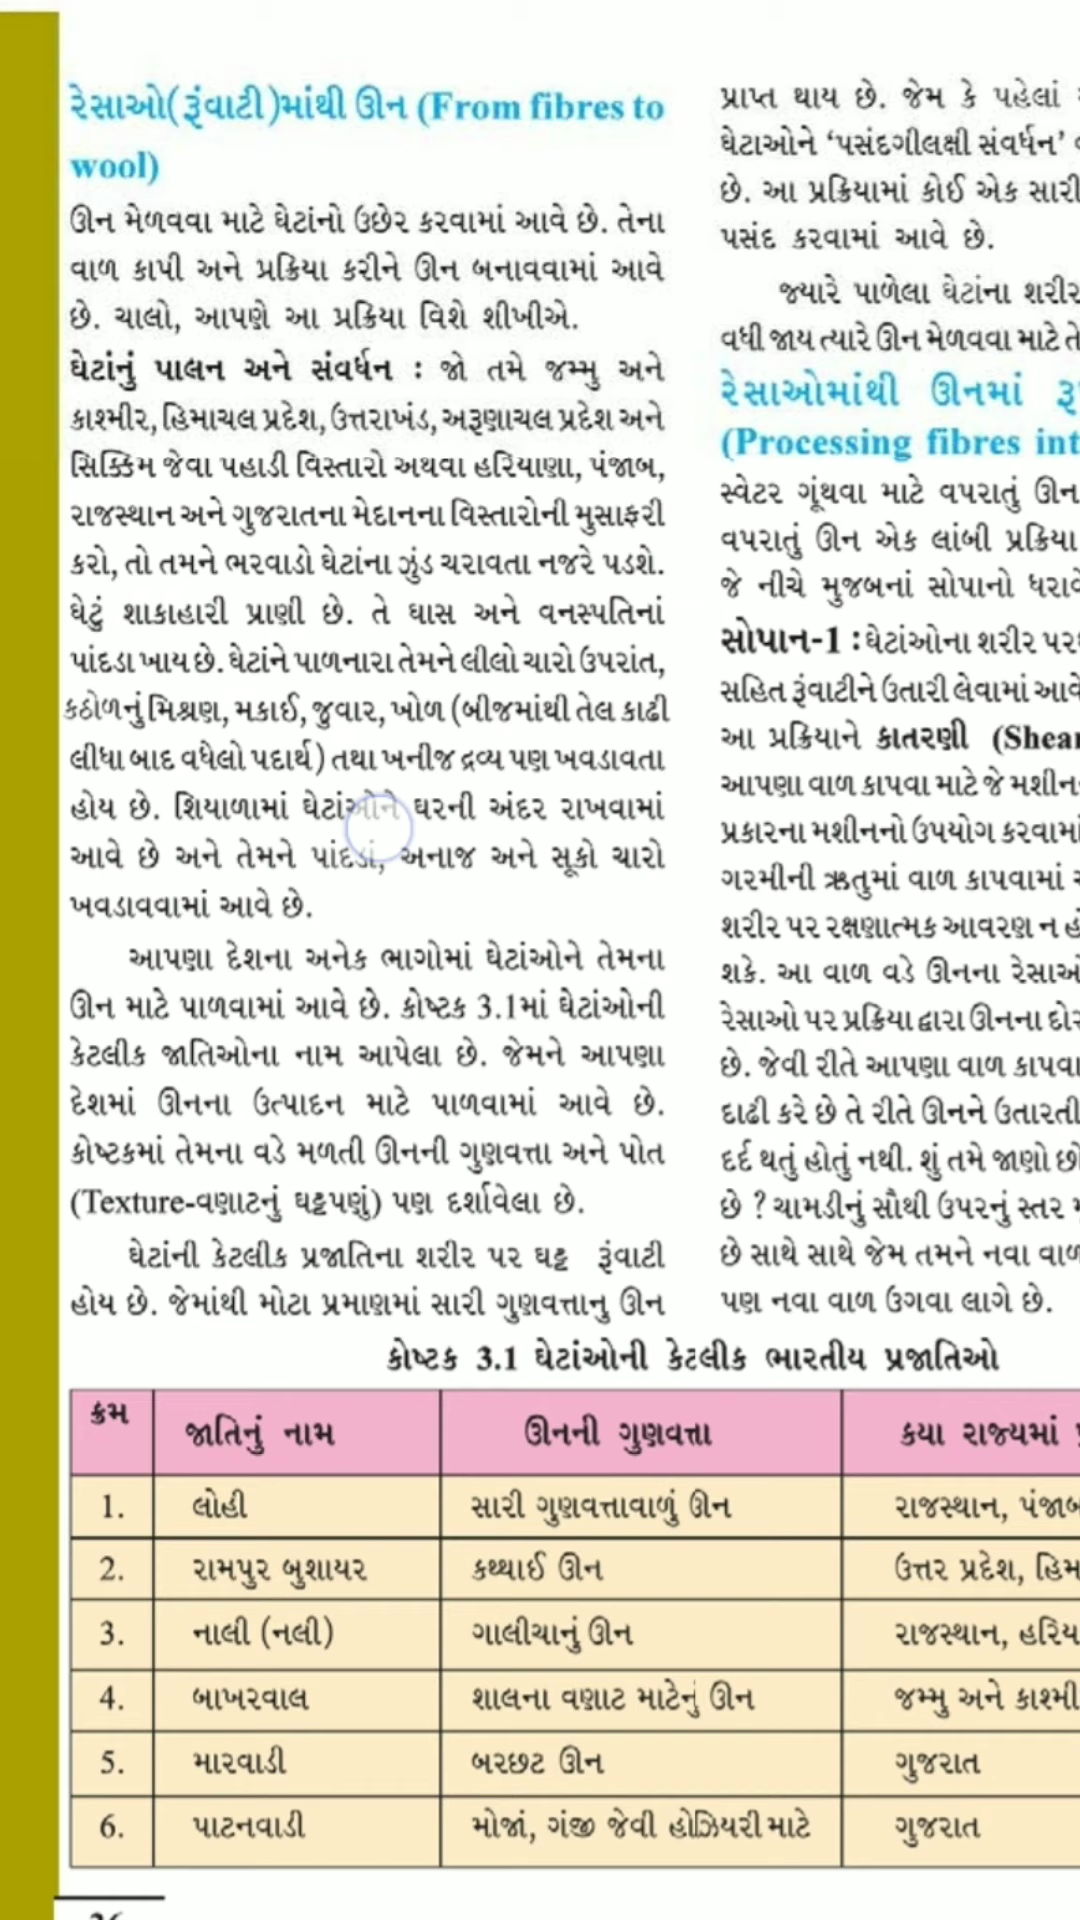 રેસાઓ(રૂંવાટી)માંથી ઊન (From fibres to
wool)
ઊન મેળવવા માટે ઘેટાંનો ઉછેર કરવામાં આવે છે. તેના
વાળ કાપી અને પ્રક્રિયા કરીને ઊન બનાવવામાં આવે
છે. ચાલો, આપણે આ પ્રક્રિયા વિશે શીખીએ.
ઘેટાંનું પાલન અને સંવર્ધન : જો તમે જમ્મુ અને
કાશ્મીર, હિમાચલ પ્રદેશ, ઉત્તરાખંડ, અરૂણાચલ પ્રદેશ અને
સિક્કિમ જેવા પહાડી વિસ્તારો અથવા હરિયાણા, પંજાબ,
રાજસ્થાન અને ગુજરાતના મેદાનના વિસ્તારોની મુસાફરી
કરો, તો તમને ભરવાડો ઘેટાંના ઝુંડ ચરાવતા નજરે પડશે.
ઘેટું શાકાહારી પ્રાણી છે. તે ઘાસ અને વનસ્પતિનાં
પાંદડા ખાય છે. ઘેટાંને પાળનારા તેમને લીલો ચારો ઉપરાંત,
કઠોળનું મિશ્રણ, મકાઈ, જુવાર, ખોળ (બીજમાંથી તેલ કાઢી
લીધા બાદ વધેલો પદાર્થ) તથા ખનીજ દ્રવ્ય પણ ખવડાવતા
હોય છે. શિયાળામાં ઘેટાંઓને ઘરની અંદર રાખવામાં
આવે છે અને તેમને પાંદડાં, અનાજ અને સૂકો ચારો
ખવડાવવામાં આવે છે.
આપણા દેશના અનેક ભાગોમાં ઘેટાંઓને તેમના
ઊન માટે પાળવામાં આવે છે. કોષ્ટક 3.1માં ઘેટાંઓની
કેટલીક જાતિઓના નામ આપેલા છે. જેમને આપણા
દેશમાં ઊનના ઉત્પાદન માટે પાળવામાં આવે છે.
કોષ્ટકમાં તેમના વડે મળતી ઊનની ગુણવત્તા અને પોત
(Texture-વણાટનું ઘટ્ટપણું) પણ દર્શાવેલા છે.
ઘેટાંની કેટલીક પ્રજાતિના શરીર પર ઘટ્ટ રૂંવાટી
હોય છે. જેમાંથી મોટા પ્રમાણમાં સારી ગુણવત્તાનુ ઊન
પ્રાપ્ત થાય છે. જેમ કે પહેલાં
ઘેટાઓને ‘પસંદગીલક્ષી સંવર્ધન’
છે. આ પ્રક્રિયામાં કોઈ એક સારી
પસંદ કરવામાં આવે છે.
જ્યારે પાળેલા ઘેટાંના શરીર
વધી જાય ત્યારે ઊન મેળવવા માટે તે
રેસાઓમાંથી ઊનમાં રૂ
(Processing fibres int
સ્વેટર ગૂંથવા માટે વપરાતું ઊન
વપરાતું ઊન એક લાંબી પ્રક્રિયા
જે નીચે મુજબનાં સોપાનો ધરાવે
સોપાન-1 : ઘેટાંઓના શરીર પર
સહિત રૂંવાટીને ઉતારી લેવામાં આવે
આ પ્રક્રિયાને કાતરણી (Shear
આપણા વાળ કાપવા માટે જે મશીન
પ્રકારના મશીનનો ઉપયોગ કરવામાં
ગરમીની ઋતુમાં વાળ કાપવામાં
શરીર પર રક્ષણાત્મક આવરણ ન હો
શકે. આ વાળ વડે ઊનના રેસાઓ
રેસાઓ પર પ્રક્રિયા દ્વારા ઊનના દોર
છે. જેવી રીતે આપણા વાળ કાપવા
દાઢી કરે છે તે રીતે ઊનને ઉતારતી
દર્દ થતું હોતું નથી. શું તમે જાણો છો
છે ? ચામડીનું સૌથી ઉપરનું સ્તર
છે સાથે સાથે જેમ તમને નવા વાળ
પણ નવા વાળ ઉગવા લાગે છે.
કોષ્ટક 3.1 ઘેટાંઓની કેટલીક ભારતીય પ્રજાતિઓ
ક્રમ જાતિનું નામ ઊનની ગુણવત્તા કયા રાજ્યમાં
1. લોહી સારી ગુણવત્તાવાળું ઊન રાજસ્થાન, પંજાબ
2. રામપુર બુશાયર કથ્થાઈ ઊન ઉત્તર પ્રદેશ, હિમ
3. નાલી (નલી) ગાલીચાનું ઊન રાજસ્થાન, હરિય
4. બાખરવાલ શાલના વણાટ માટેનું ઊન જમ્મુ અને કાશ્મી
5. મારવાડી બરછટ ઊન ગુજરાત
6. પાટનવાડી મોજાં, ગંજી જેવી હોઝિયરી માટે ગુજરાત